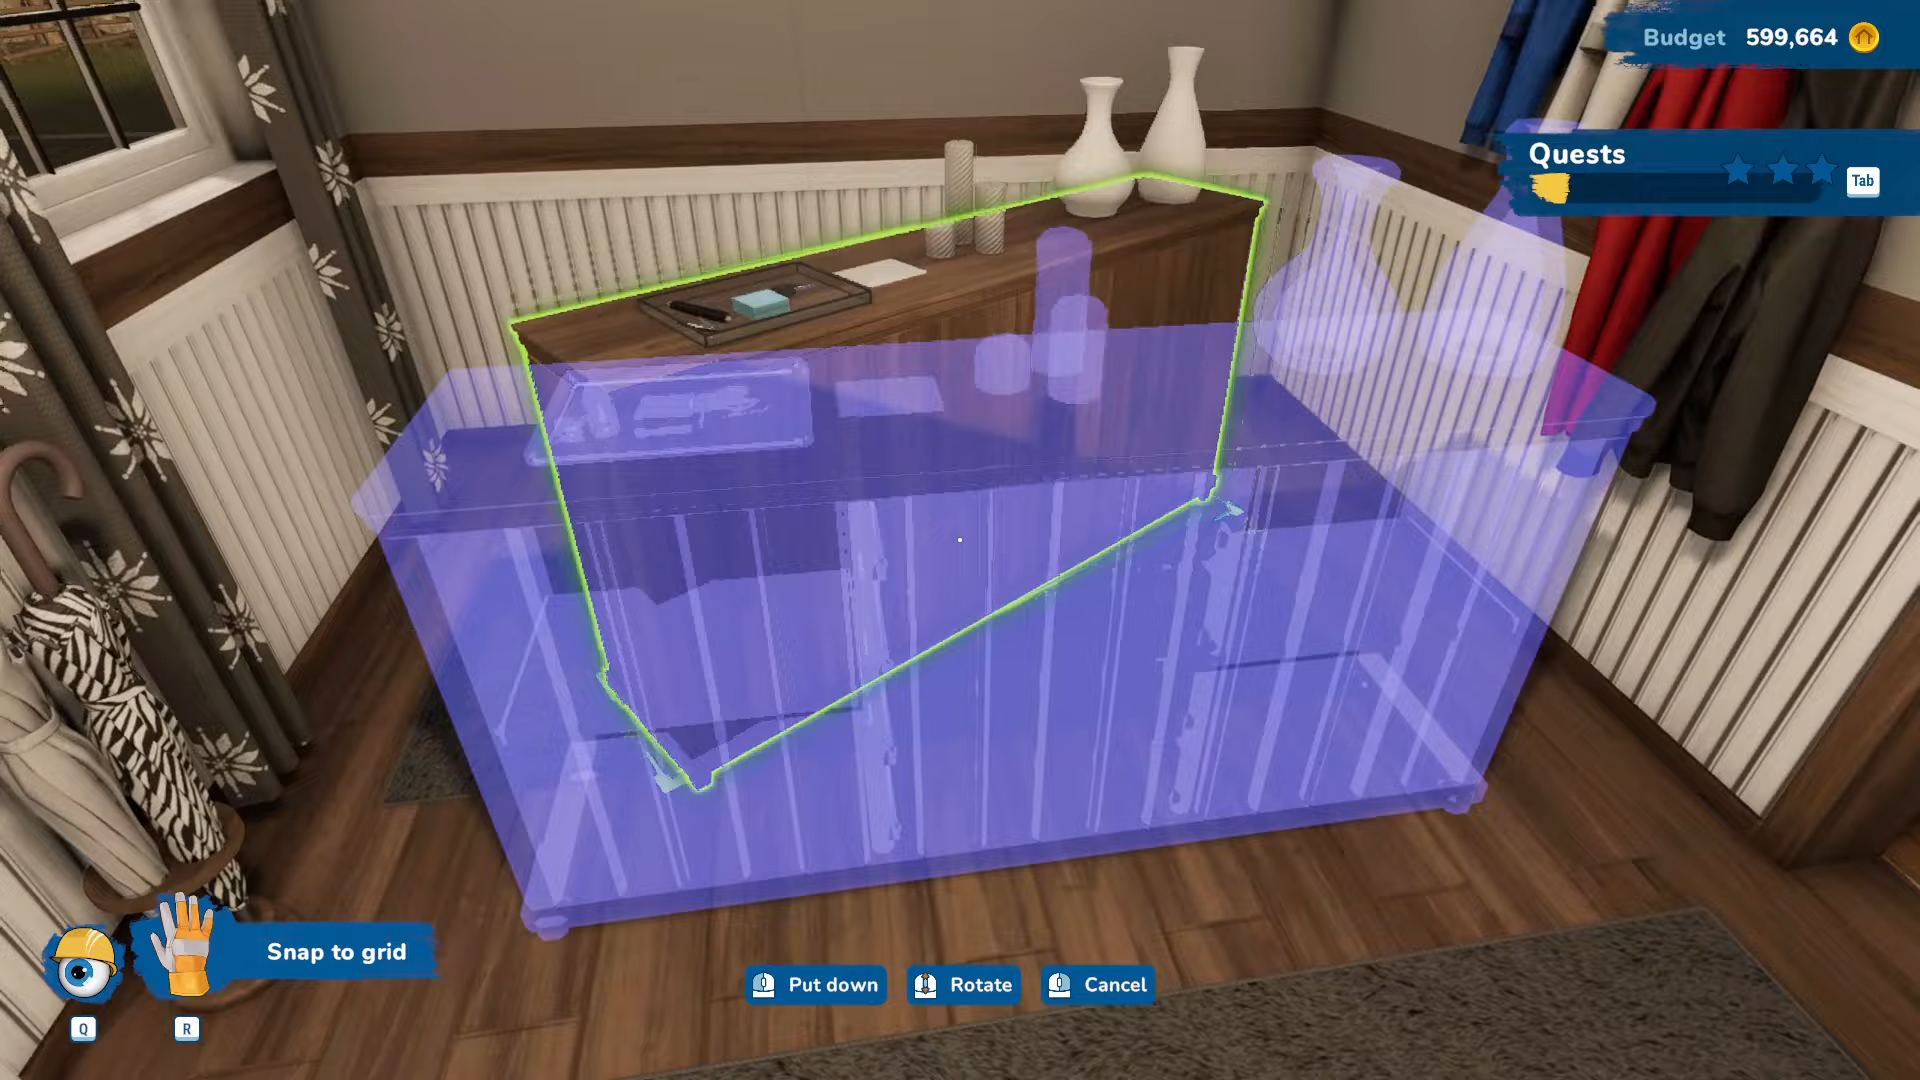 Budget 599,664
Quests
Tab
Snap to grid
Put down Rotate Cancel
Q R